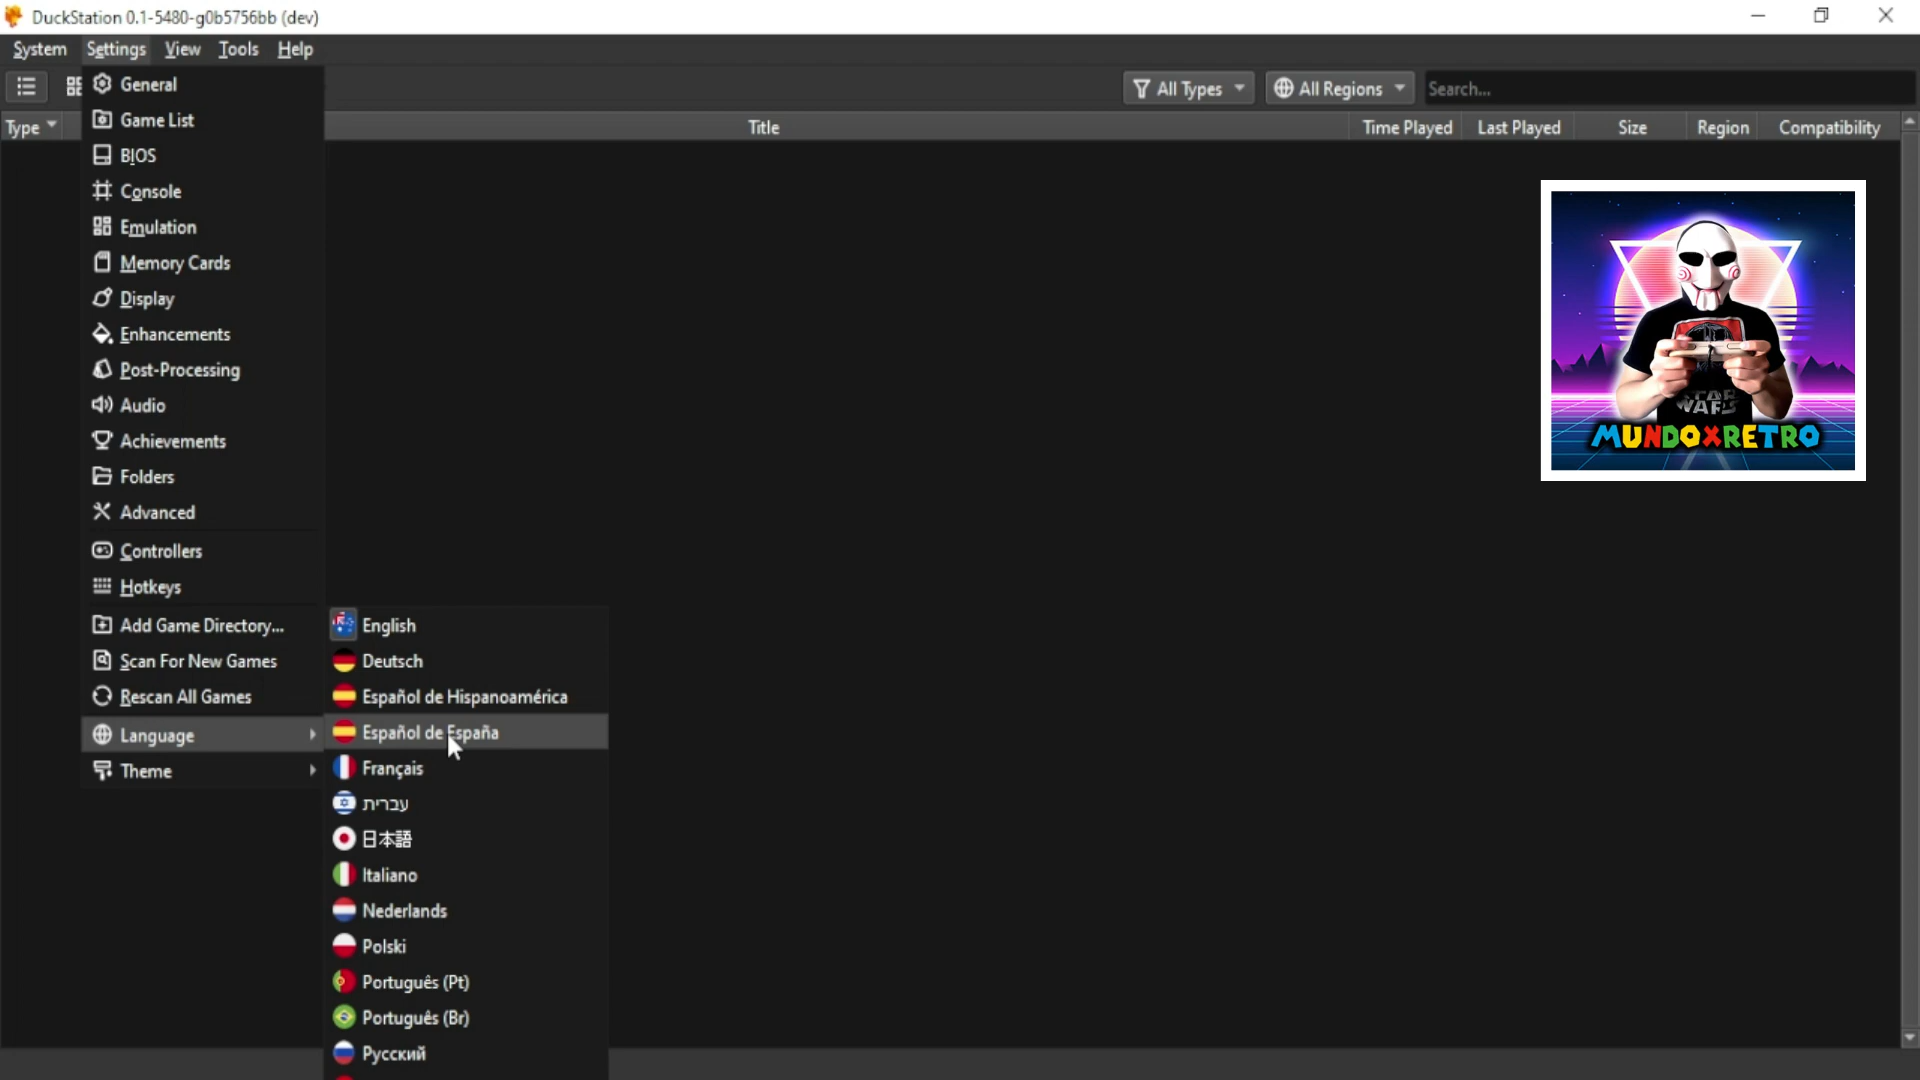 DuckStation 0.1-5480-g0b5756bb (dev)
System Settings View Tools Help
All Types All Regions Search...
Type Title Time Played Last Played Size Region Compatibility
General
Game List
BIOS
Console
Emulation
Memory Cards
Display
Enhancements
Post-Processing
Audio
Achievements
Folders
Advanced
Controllers
Hotkeys
Add Game Directory...
Scan For New Games
Rescan All Games
Language
Theme
English
Deutsch
Español de Hispanoamérica
Español de España
Français
עברית
日本語
Italiano
Nederlands
Polski
Português (Pt)
Português (Br)
Русский
STAR
WARS
MUNDOXRETRO